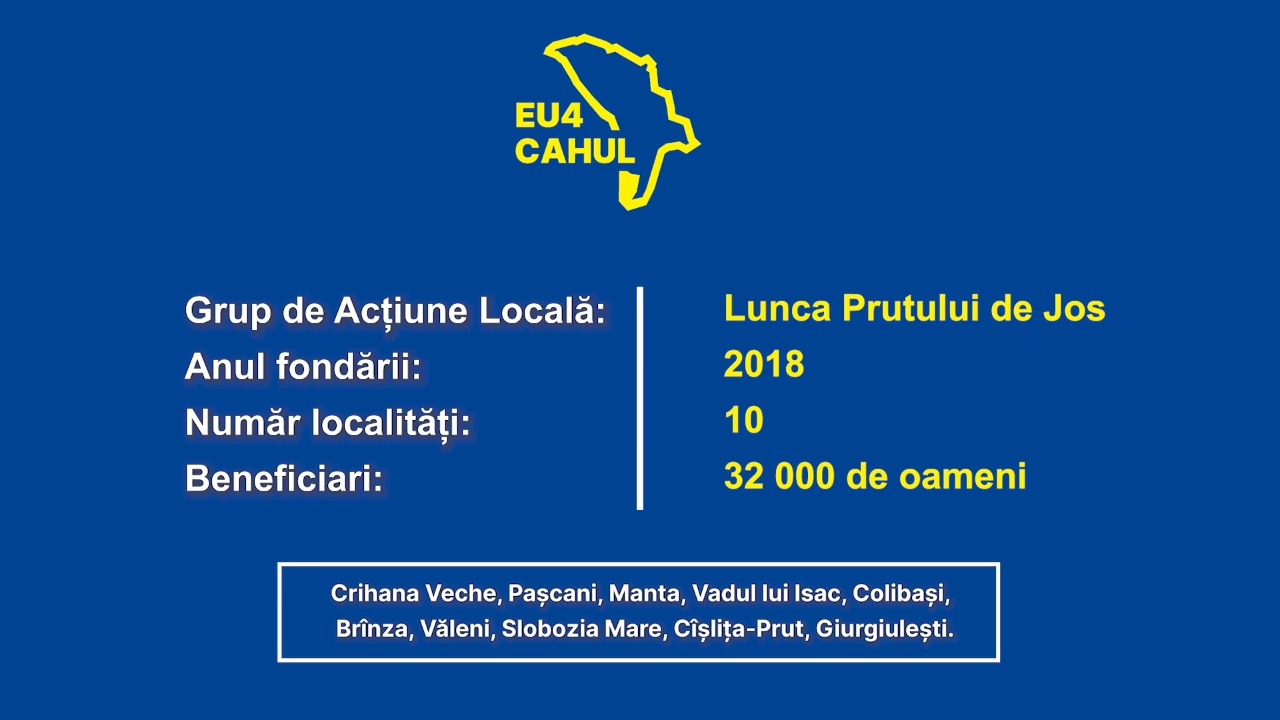 EU4
CAHUL
Grup de Acțiune Locală: Lunca Prutului de Jos
Anul fondării: 2018
Număr localități: 10
Beneficiari: 32 000 de oameni
Crihana Veche, Pașcani, Manta, Vadul lui Isac, Colibași,
Brînza, Văleni, Slobozia Mare, Cîșlița-Prut, Giurgiulești.